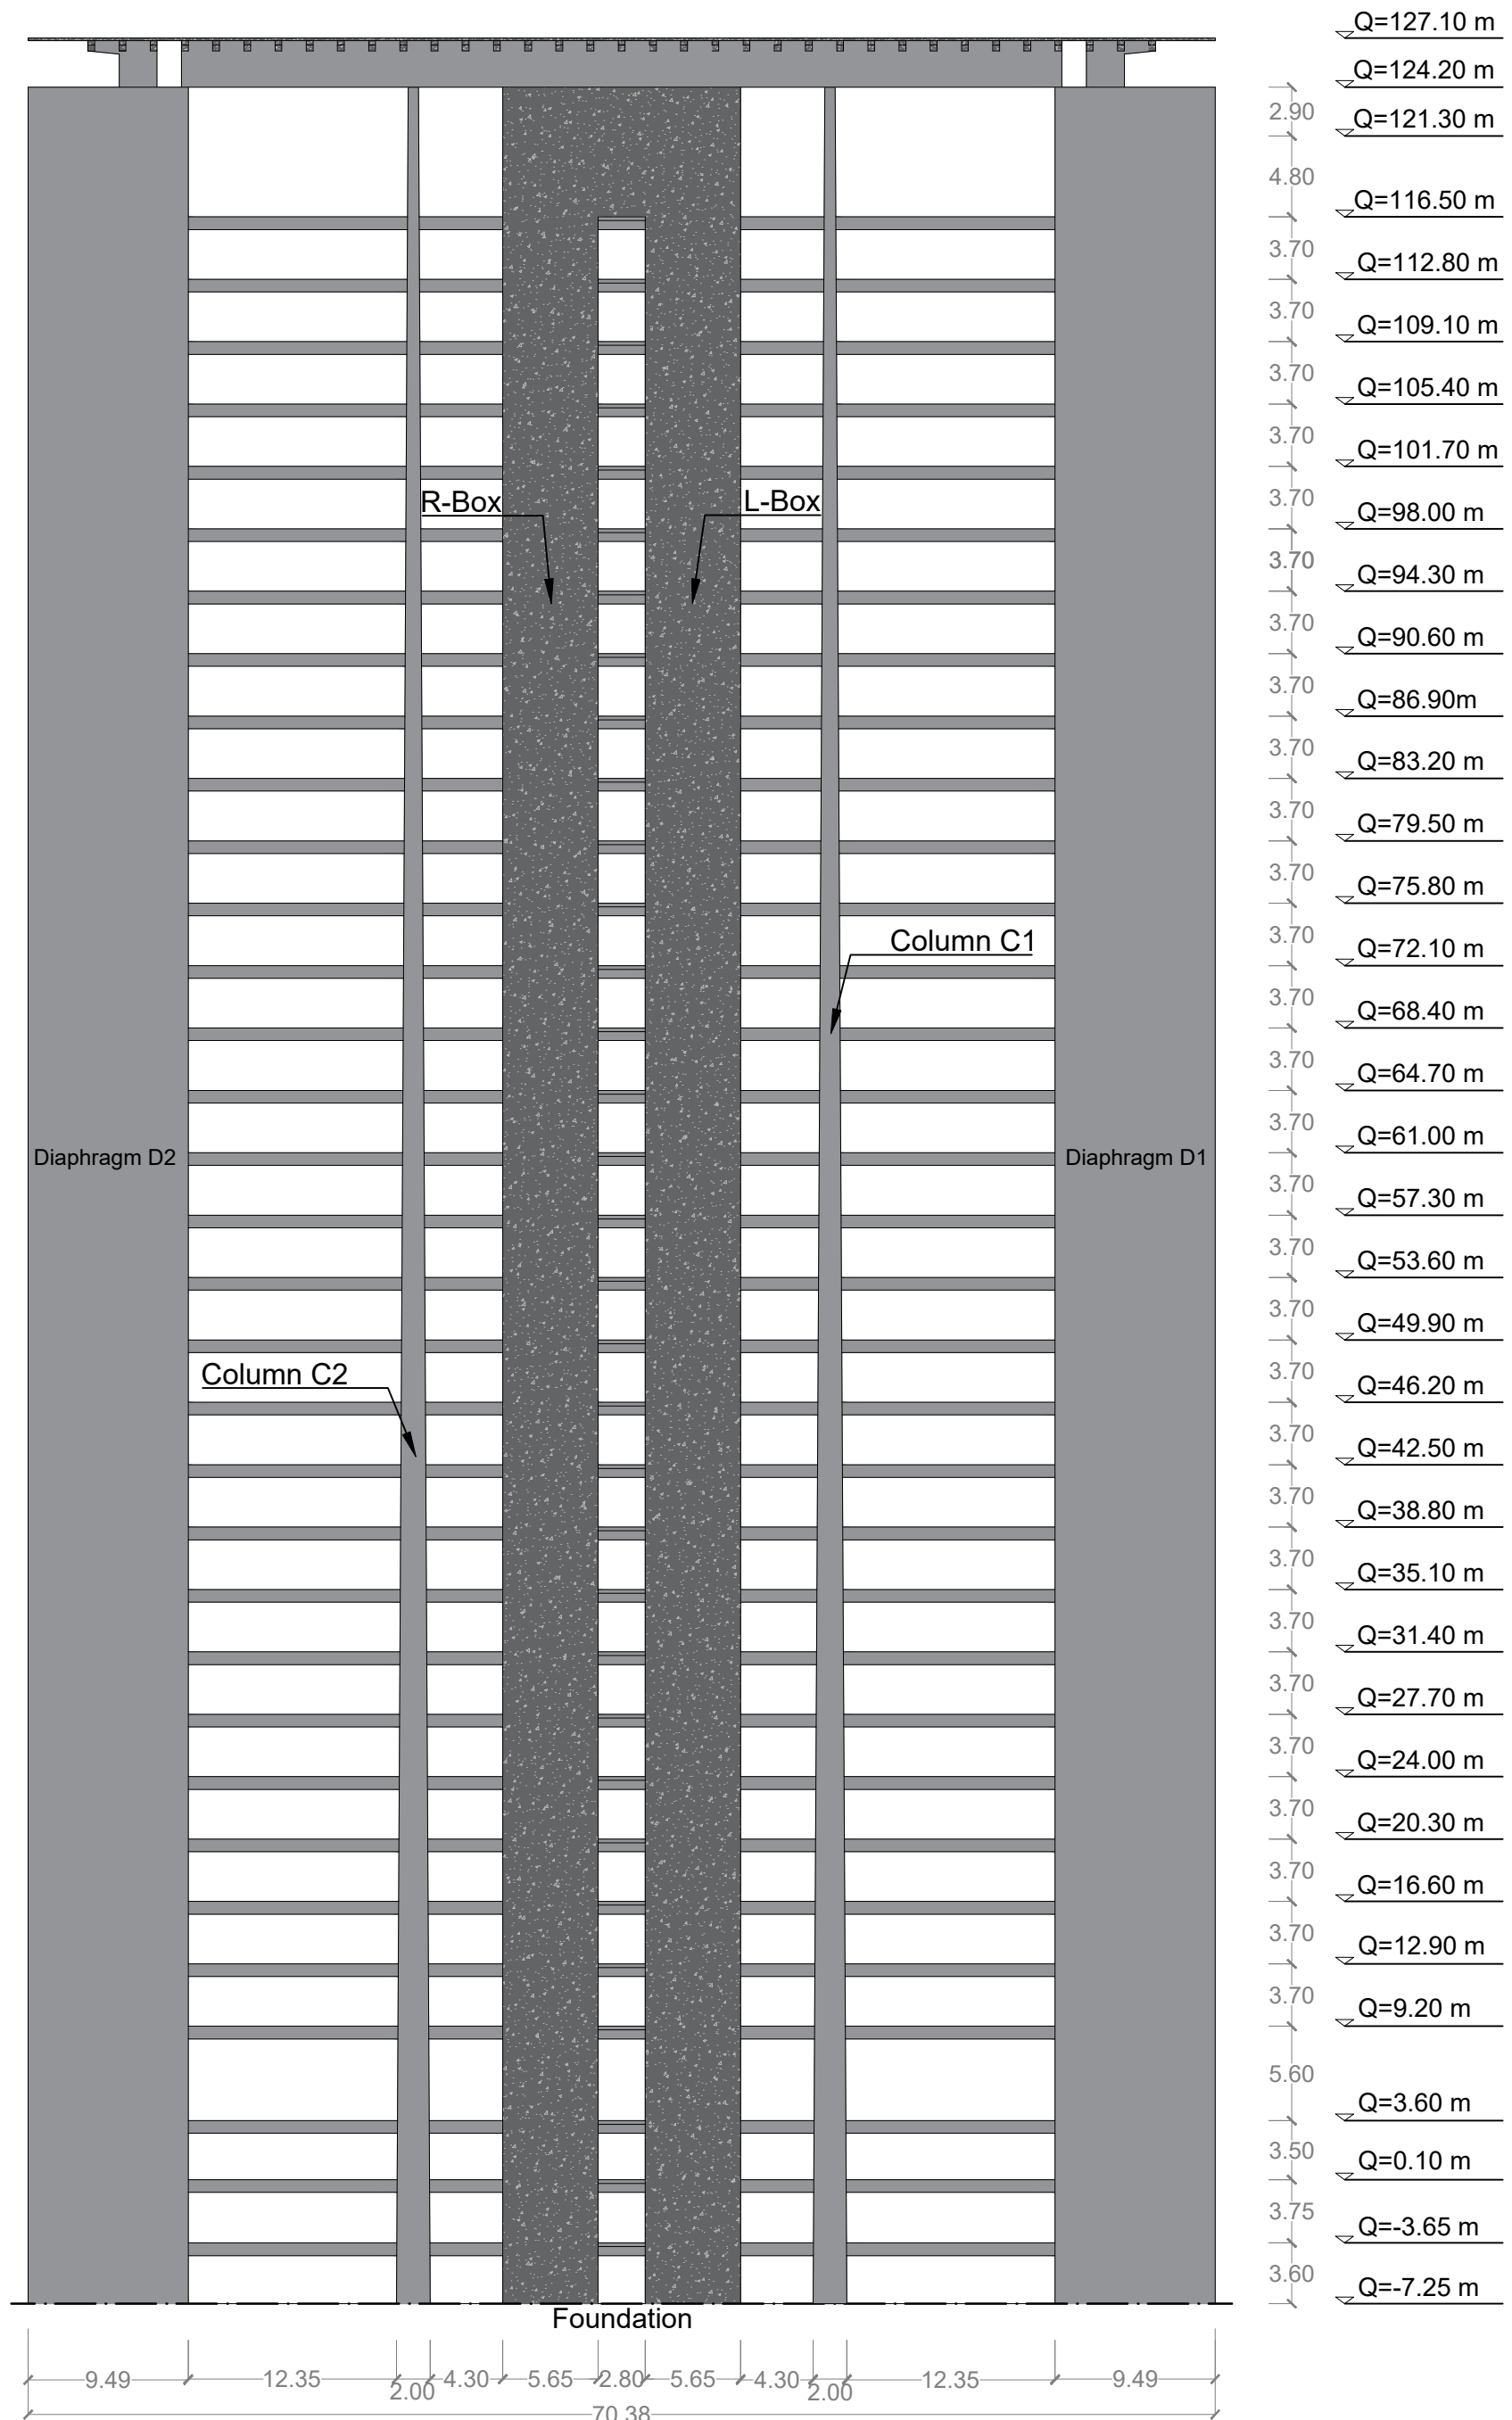 Q=127.10 m
Q=124.20 m
2.90
Q=121.30 m
4.80
Q=116.50 m
3.70
Q=112.80 m
3.70
Q=109.10 m
3.70
Q=105.40 m
3.70
Q=101.70 m
R-Box
L-Box
3.70
Q=98.00 m
3.70
Q=94.30 m
3.70
Q=90.60 m
3.70
Q=86.90m
3.70
Q=83.20 m
3.70
Q=79.50 m
3.70
Q=75.80 m
Column C1
3.70
Q=72.10 m
3.70
Q=68.40 m
3.70
Q=64.70 m
3.70
Q=61.00 m
Diaphragm D2
Diaphragm D1
3.70
Q=57.30 m
3.70
Q=53.60 m
3.70
Q=49.90 m
Column C2
3.70
Q=46.20 m
3.70
Q=42.50 m
3.70
Q=38.80 m
3.70
Q=35.10 m
3.70
Q=31.40 m
3.70
Q=27.70 m
3.70
Q=24.00 m
3.70
Q=20.30 m
3.70
Q=16.60 m
3.70
Q=12.90 m
3.70
Q=9.20 m
5.60
Q=3.60 m
3.50
Q=0.10 m
3.75
Q=-3.65 m
3.60
Q=-7.25 m
Foundation
9.49 12.35 2.00 4.30 5.65 2.80 5.65 4.30 2.00 12.35 9.49
70.38